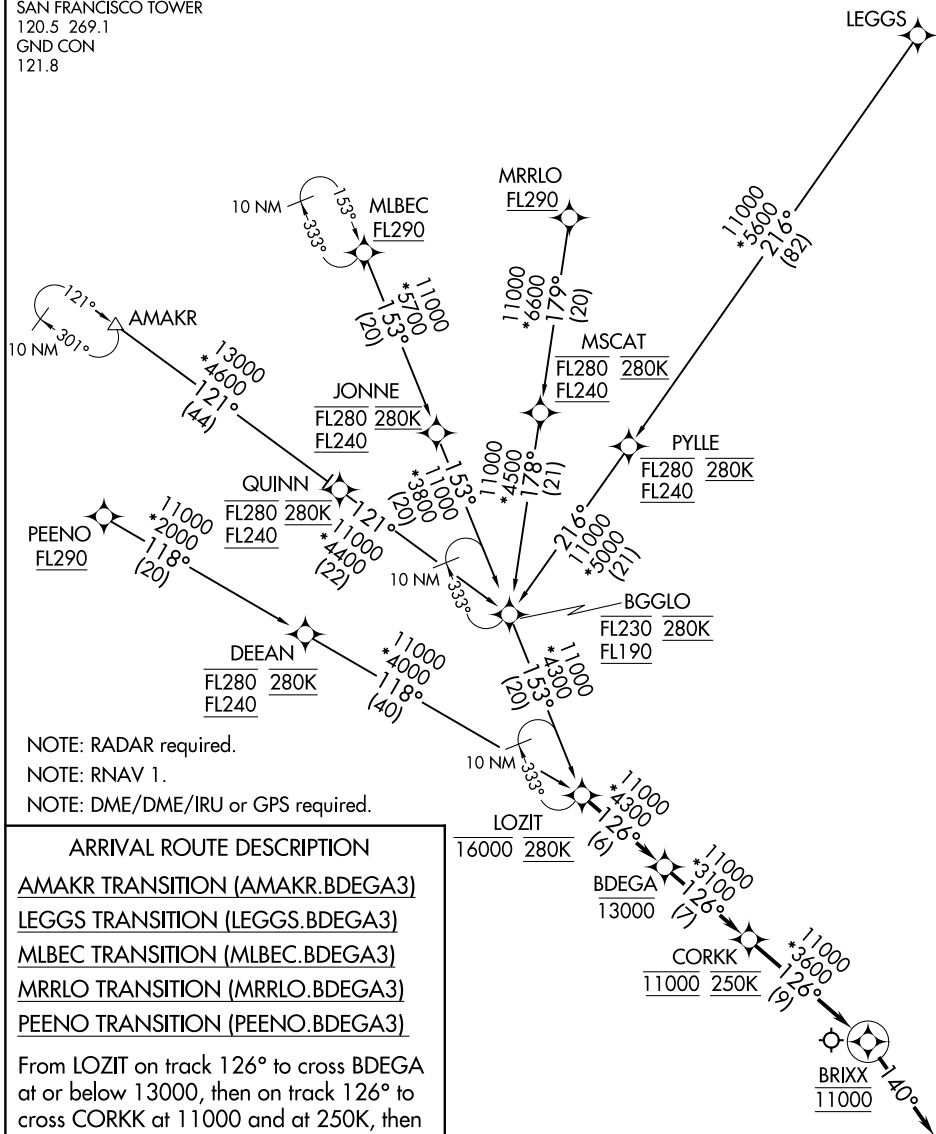 SAN FRANCISCO TOWER
120.5 269.1
GND CON
121.8
LEGGS
11000
*5600
216°
(82)
MRRLO
FL290
11000
*6600
179°
(20)
10 NM
153°
333°
MLBEC
FL290
11000
*5700
153°
(20)
121°
301°
10 NM
AMAKR
13000
*4600
121°
(44)
MSCAT
FL280 280K
FL240
JONNE
FL280 280K
FL240
PYLLE
FL280 280K
FL240
QUINN
FL280 280K
FL240
153°
11000
*3800
(20)
11000
*4500
178°
(21)
216°
11000
*5000
(21)
121°
11000
*4400
(22)
PEENO
FL290
11000
*2000
118°
(20)
10 NM
333°
BGGLO
FL230 280K
FL190
DEEAN
FL280 280K
FL240
11000
*4000
118°
(40)
11000
*4300
153°
(20)
NOTE: RADAR required.
NOTE: RNAV 1.
NOTE: DME/DME/IRU or GPS required.
10 NM
333°
LOZIT
16000 280K
11000
*4300
126°
(6)
BDEGA
13000
11000
*3100
126°
(7)
CORKK
11000 250K
11000
*3600
126°
(9)
BRIXX
11000
140°
ARRIVAL ROUTE DESCRIPTION
AMAKR TRANSITION (AMAKR.BDEGA3)
LEGGS TRANSITION (LEGGS.BDEGA3)
MLBEC TRANSITION (MLBEC.BDEGA3)
MRRLO TRANSITION (MRRLO.BDEGA3)
PEENO TRANSITION (PEENO.BDEGA3)
From LOZIT on track 126° to cross BDEGA
at or below 13000, then on track 126° to
cross CORKK at 11000 and at 250K, then